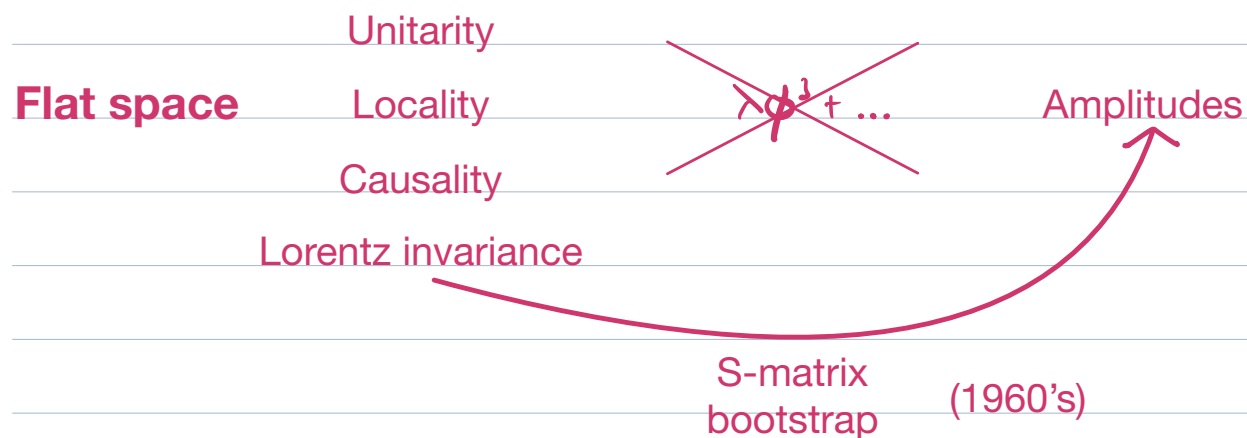 Unitarity
Flat space Locality λϕ³ + ... Amplitudes
Causality
Lorentz invariance
S-matrix
bootstrap (1960's)